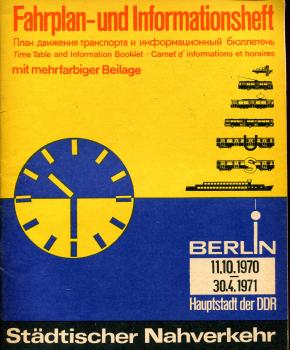 Fahrplan-und Informationsheft
План движения транспорта и информационный бюллетень
Time Table and Information Booklet · Carnet d'informations et horaires
mit mehrfarbiger Beilage
U
S
BERLIN
11.10.1970
—
30.4.1971
Hauptstadt der DDR
Städtischer Nahverkehr